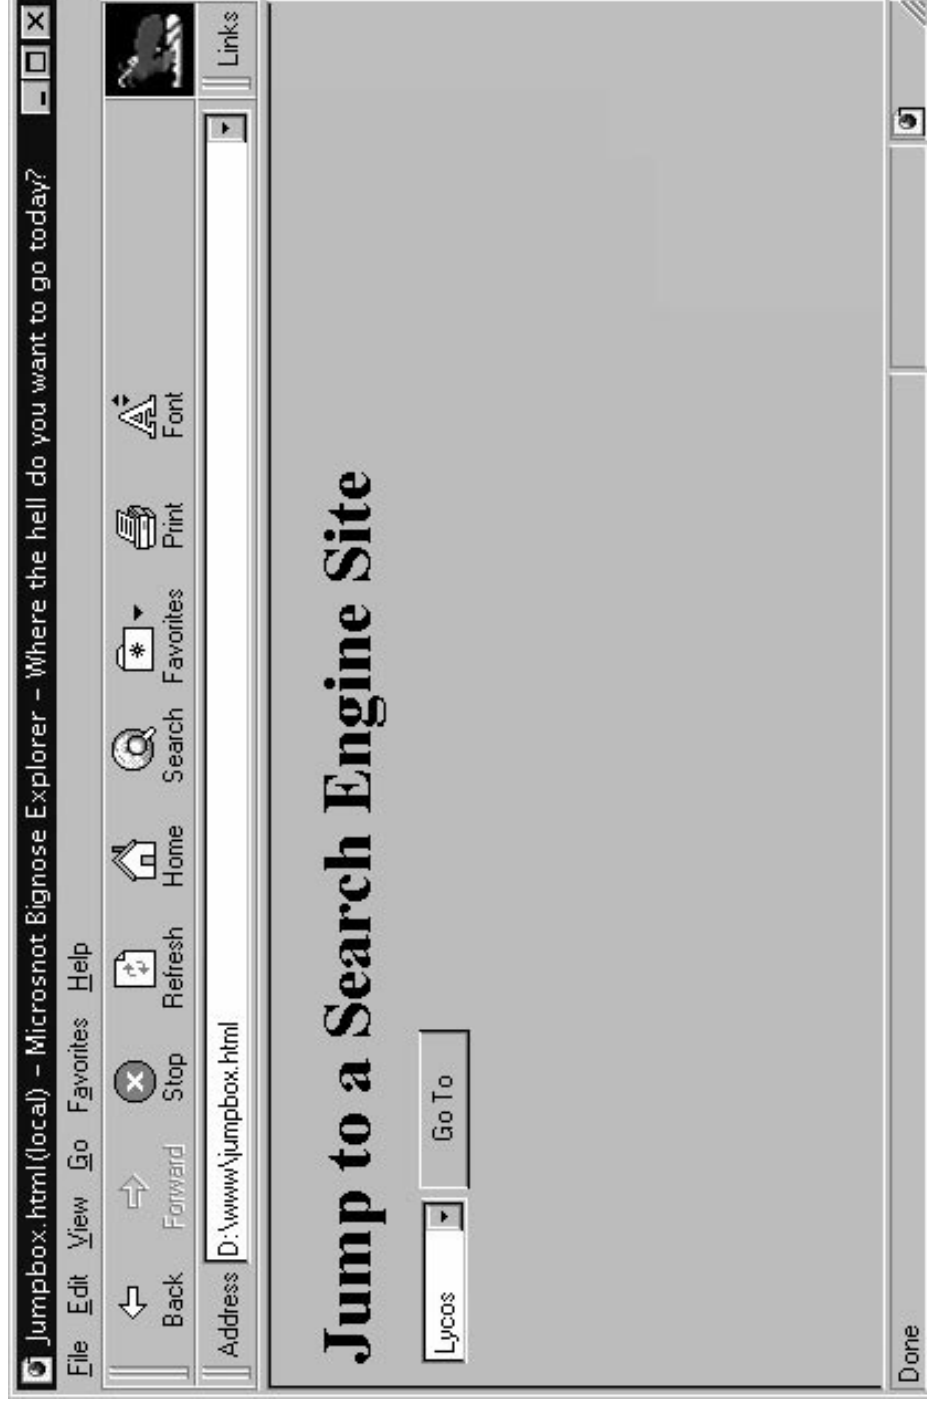 Jumpbox.html(local) – Microsnot Bignose Explorer – Where the hell do you want to go today?
File Edit View Go Favorites Help
Back Forward Stop Refresh Home Search Favorites Print Font
Address D:\www\jumpbox.html Links
Jump to a Search Engine Site
Lycos Go To
Done